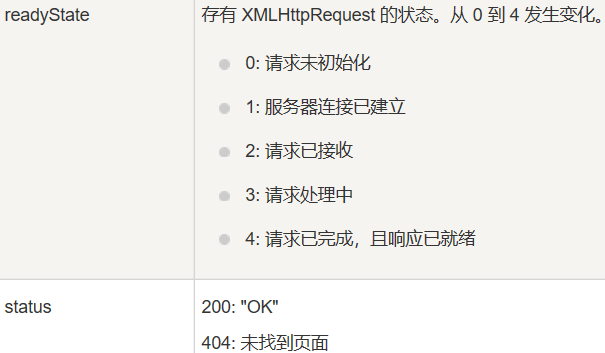 readyState
存有 XMLHttpRequest 的状态。从 0 到 4 发生变化。
0: 请求未初始化
1: 服务器连接已建立
2: 请求已接收
3: 请求处理中
4: 请求已完成，且响应已就绪
status
200: "OK"
404: 未找到页面